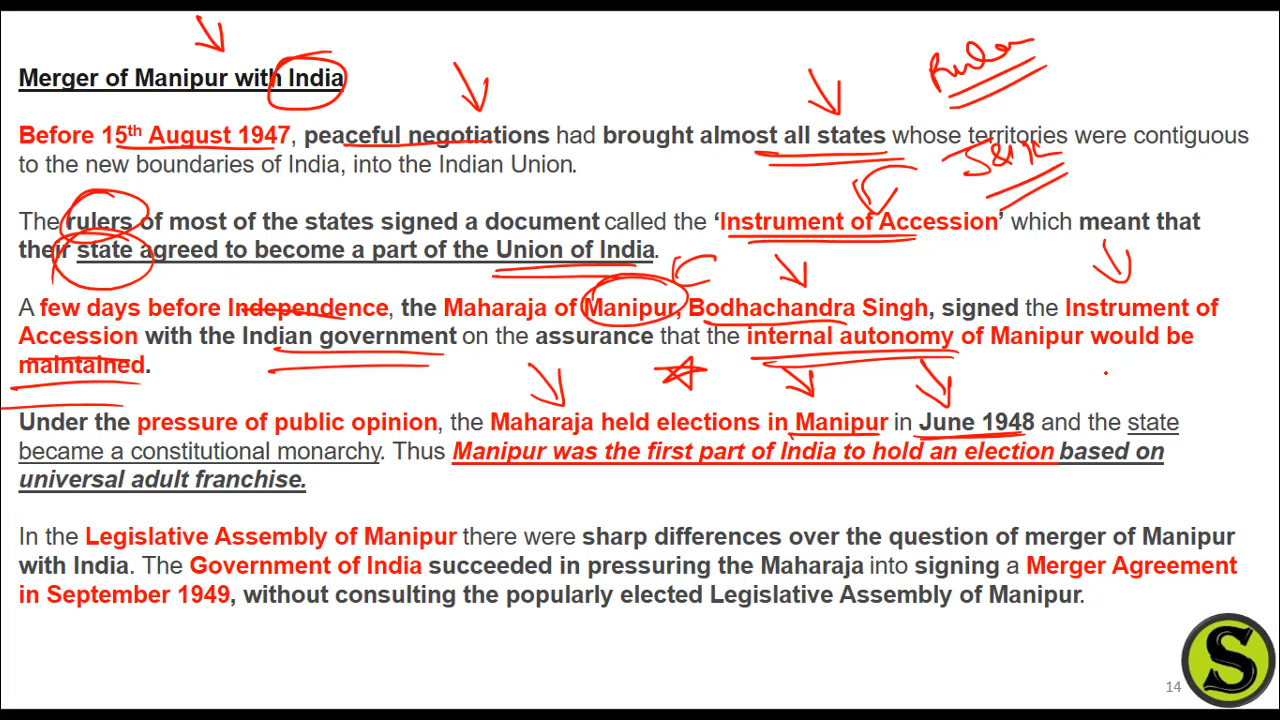 Ruler
Merger of Manipur with India
Before 15th August 1947, peaceful negotiations had brought almost all states whose territories were contiguous
to the new boundaries of India, into the Indian Union.
J&K
The rulers of most of the states signed a document called the ‘Instrument of Accession’ which meant that
their state agreed to become a part of the Union of India.
A few days before Independence, the Maharaja of Manipur, Bodhachandra Singh, signed the Instrument of
Accession with the Indian government on the assurance that the internal autonomy of Manipur would be
maintained.
Under the pressure of public opinion, the Maharaja held elections in Manipur in June 1948 and the state
became a constitutional monarchy. Thus Manipur was the first part of India to hold an election based on
universal adult franchise.
In the Legislative Assembly of Manipur there were sharp differences over the question of merger of Manipur
with India. The Government of India succeeded in pressuring the Maharaja into signing a Merger Agreement
in September 1949, without consulting the popularly elected Legislative Assembly of Manipur.
S
14